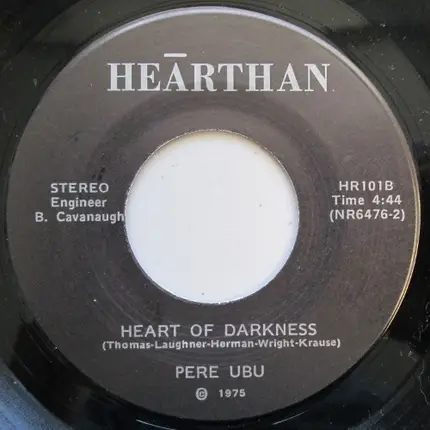 HEĀRTHAN
STEREO
Engineer
B. Cavanaugh
HR101B
Time 4:44
(NR6476-2)
HEART OF DARKNESS
(Thomas-Laughner-Herman-Wright-Krause)
PERE UBU
© 1975